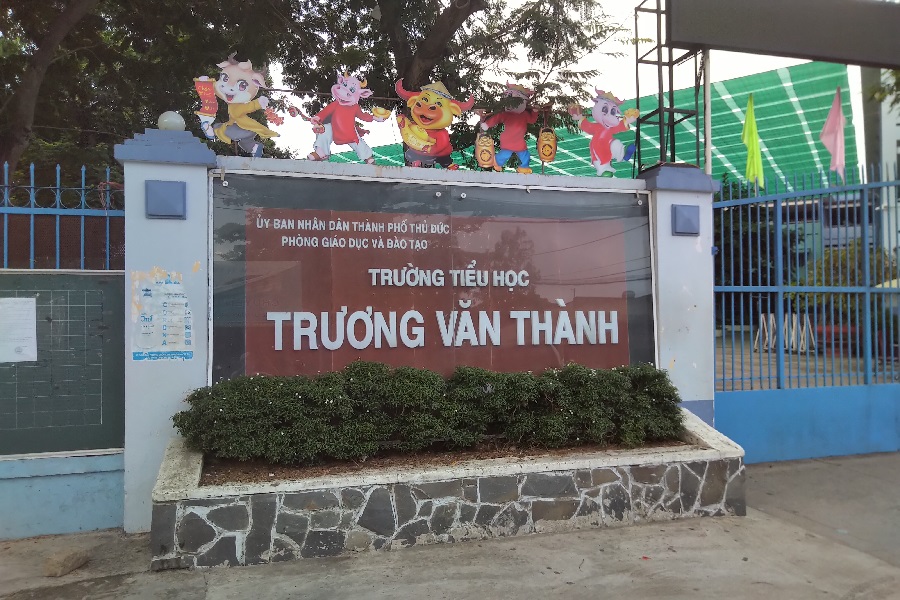 ỦY BAN NHÂN DÂN THÀNH PHỐ THỦ ĐỨC
PHÒNG GIÁO DỤC VÀ ĐÀO TẠO
TRƯỜNG TIỂU HỌC
TRƯƠNG VĂN THÀNH